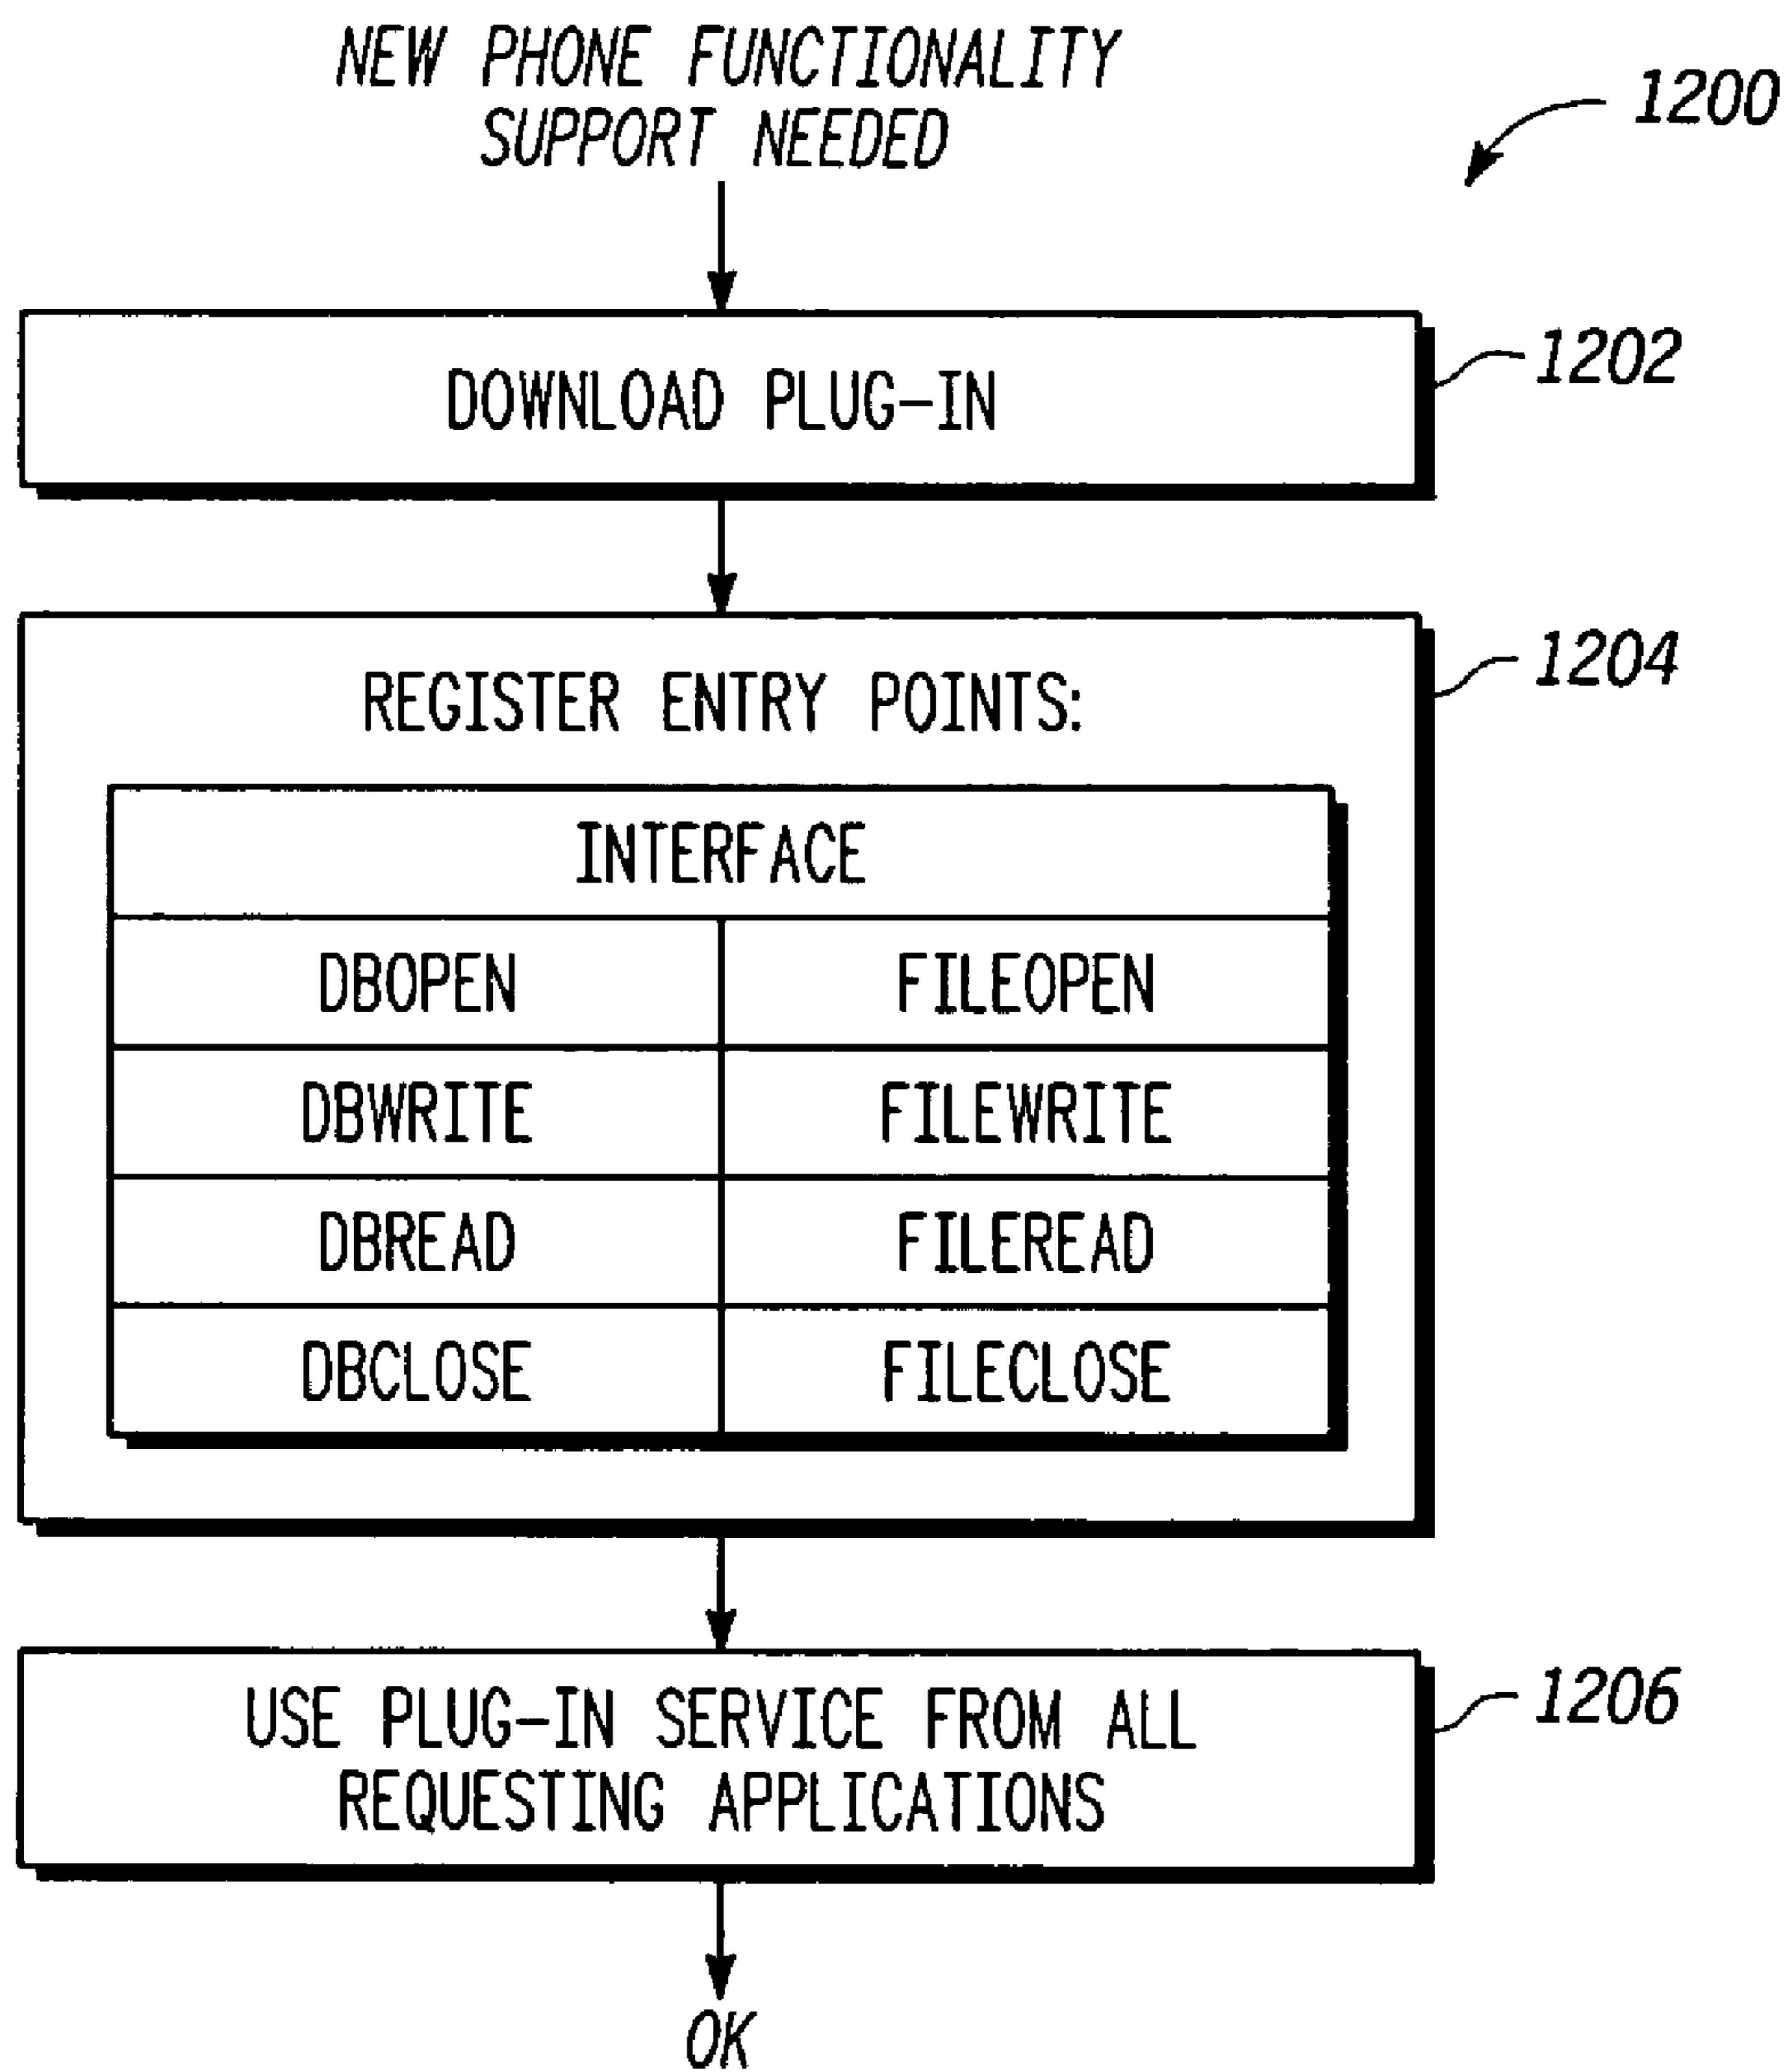 NEW PHONE FUNCTIONALITY
SUPPORT NEEDED
1200
DOWNLOAD PLUG-IN
1202
REGISTER ENTRY POINTS:
1204
INTERFACE
DBOPEN FILEOPEN
DBWRITE FILEWRITE
DBREAD FILEREAD
DBCLOSE FILECLOSE
USE PLUG-IN SERVICE FROM ALL
REQUESTING APPLICATIONS
1206
OK